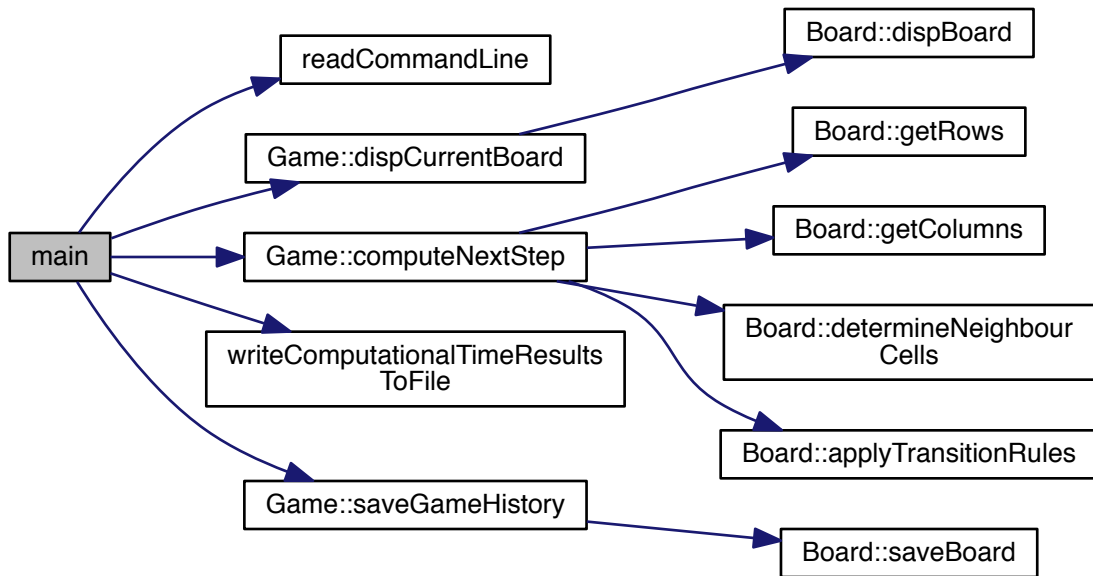 main
readCommandLine
Game::dispCurrentBoard
Game::computeNextStep
writeComputationalTimeResults
ToFile
Game::saveGameHistory
Board::dispBoard
Board::getRows
Board::getColumns
Board::determineNeighbour
Cells
Board::applyTransitionRules
Board::saveBoard